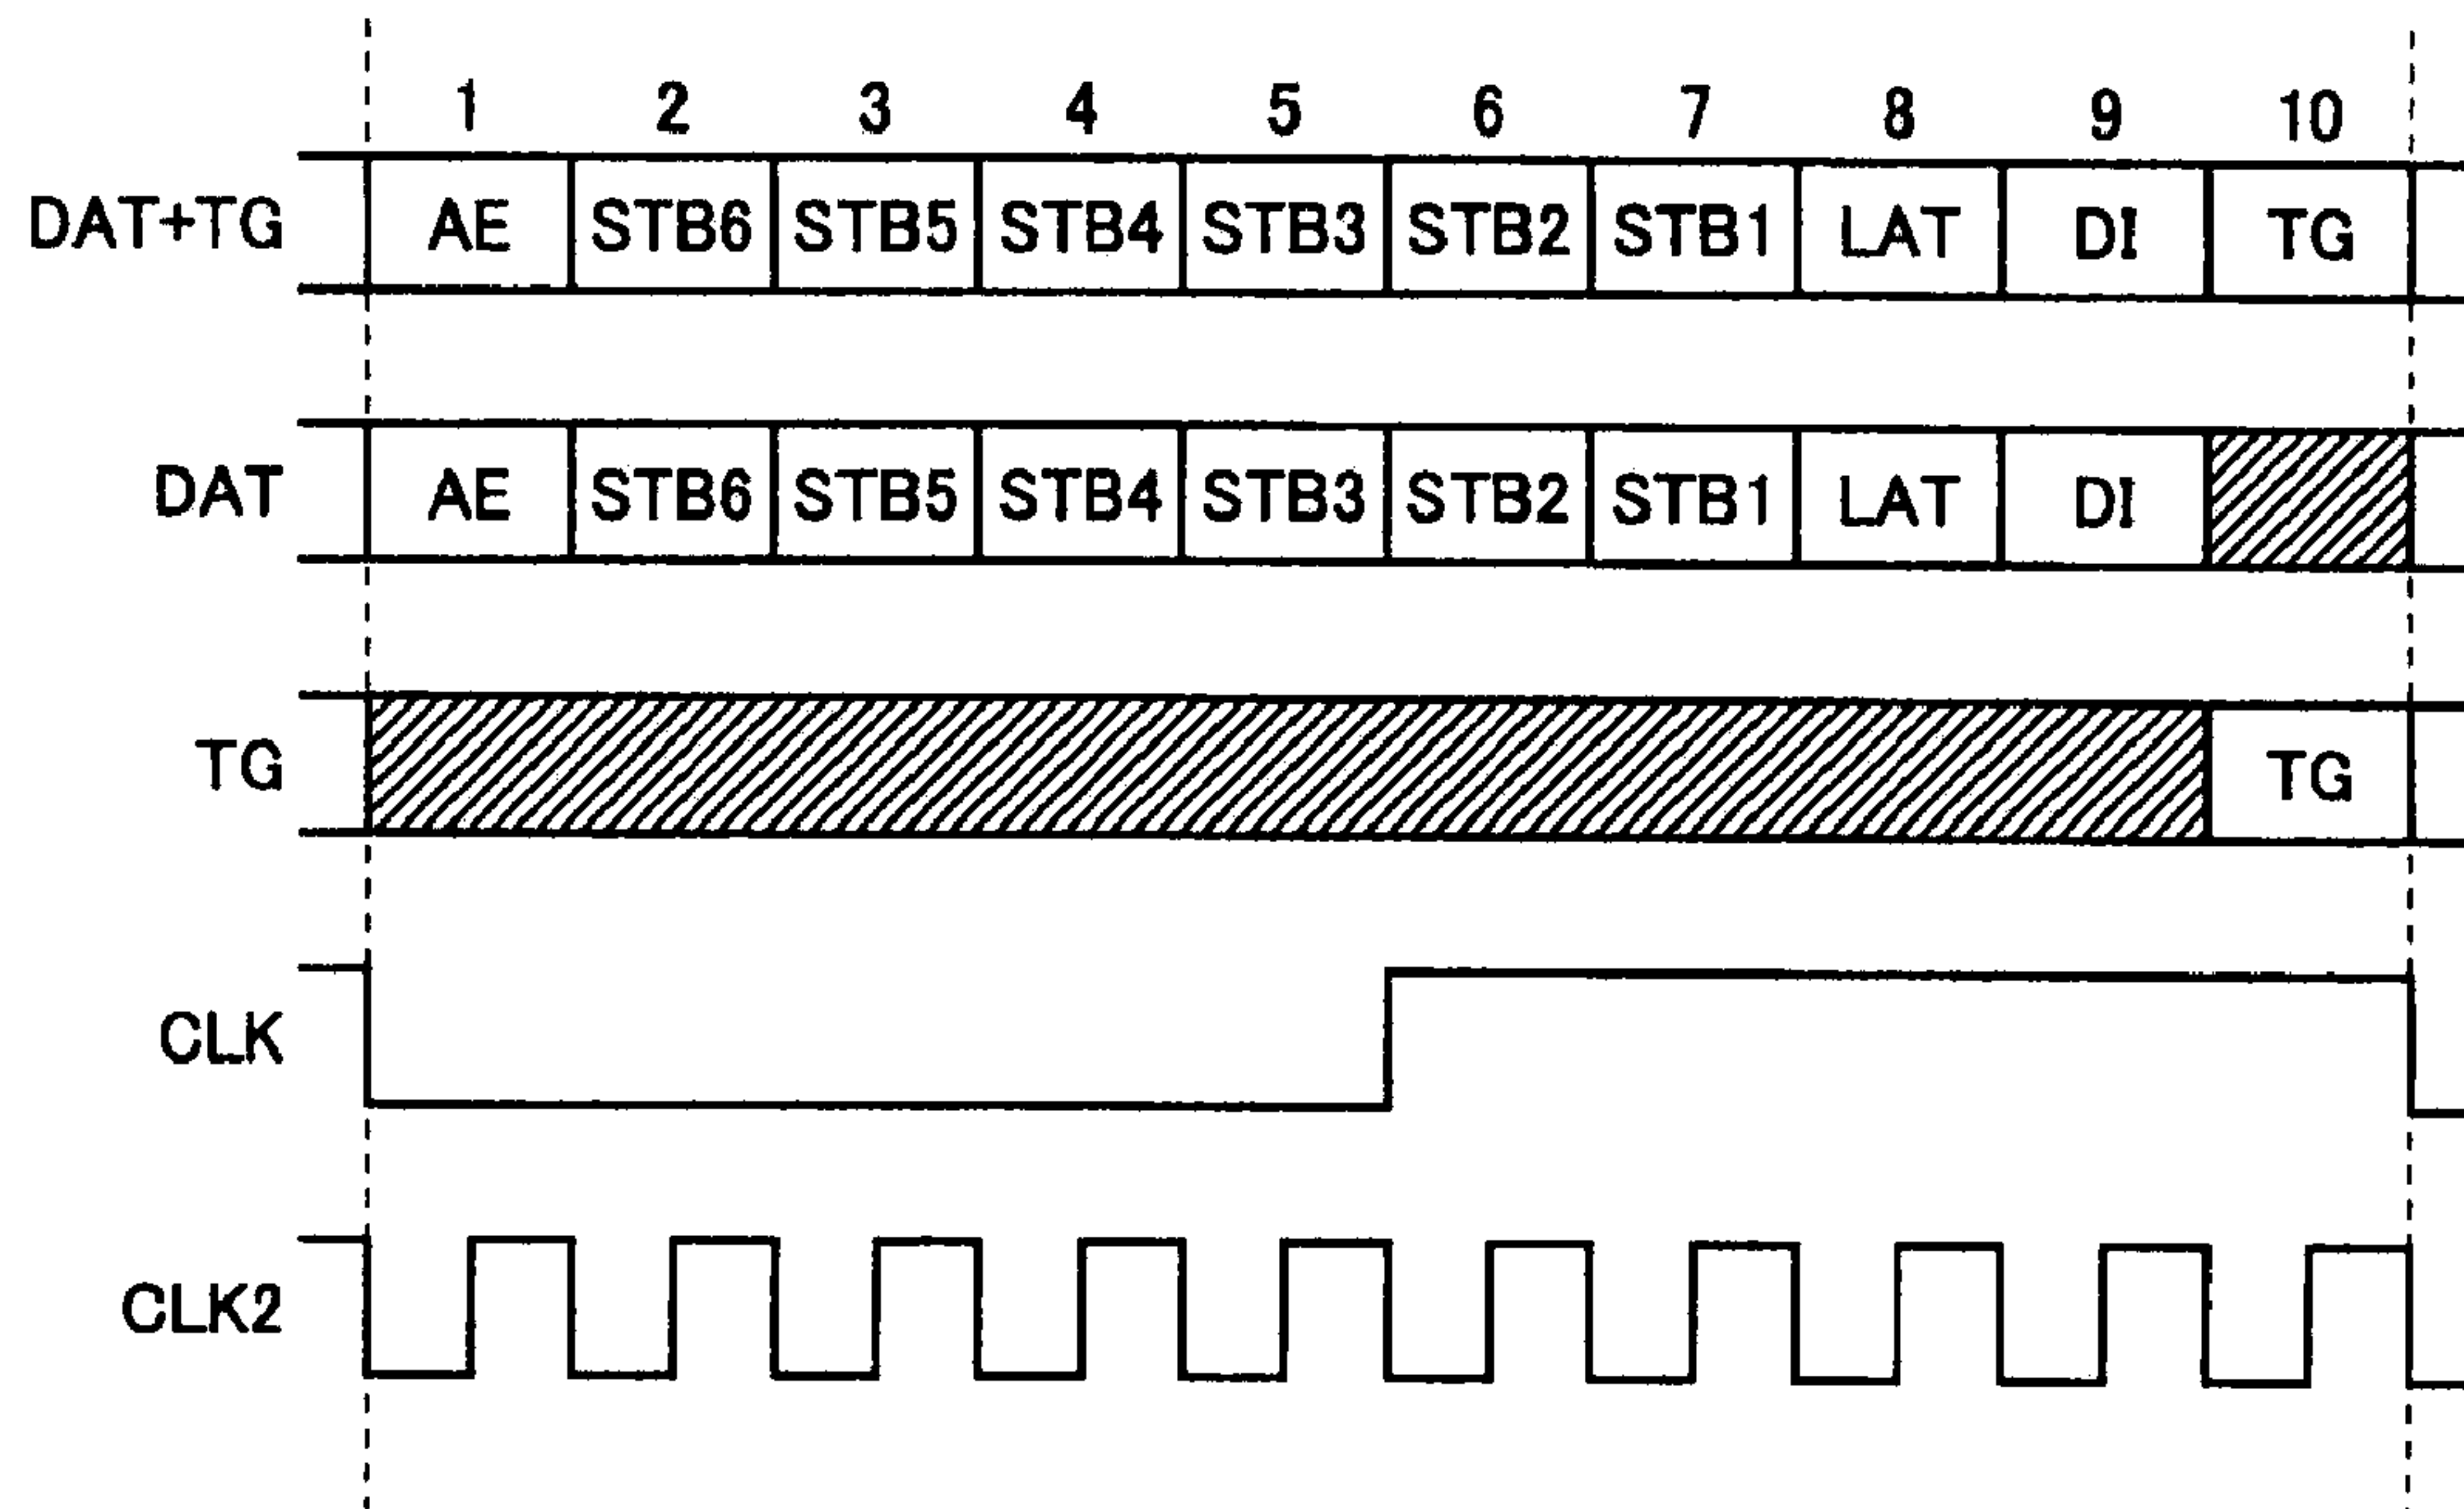 1 2 3 4 5 6 7 8 9 10
DAT+TG AE STB6 STB5 STB4 STB3 STB2 STB1 LAT DI TG
DAT AE STB6 STB5 STB4 STB3 STB2 STB1 LAT DI
TG TG
CLK
CLK2